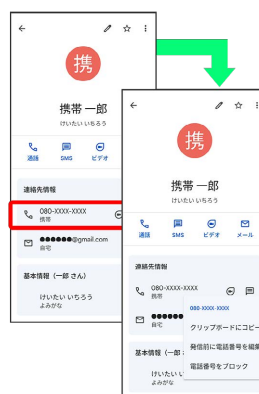 携
携帯 一郎
けいたい いちろう
通話
SMS
ビデオ
連絡先情報
080-XXXX-XXXX
携帯
●●●●●●@gmail.com
自宅
基本情報（一郎 さん）
けいたい いちろう
よみがな
携
携帯 一郎
けいたい いちろう
通話
SMS
ビデオ
メール
連絡先情報
080-XXXX-XXXX
携帯
080-XXXX-XXXX
自宅
クリップボードにコピー
発信前に電話番号を編集
基本情報（一郎
電話番号をブロック
けいたい
よみがな